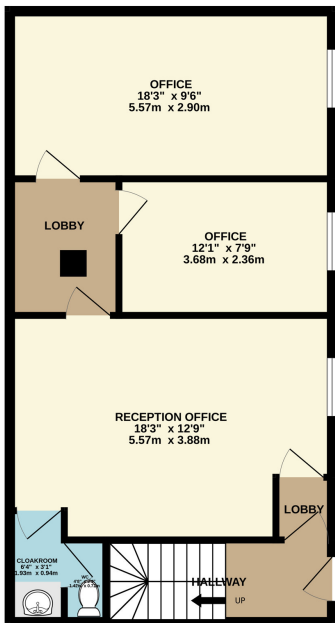 OFFICE
18'3" x 9'6"
5.57m x 2.90m
LOBBY
OFFICE
12'1" x 7'9"
3.68m x 2.36m
RECEPTION OFFICE
18'3" x 12'9"
5.57m x 3.88m
LOBBY
CLOAKROOM
6'4" x 3'1"
1.93m x 0.94m
WC
HALLWAY
UP